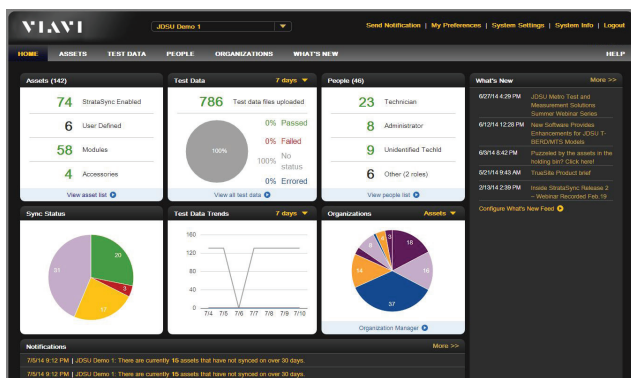 VIAVI
JDSU Demo 1
Send Notification | My Preferences | System Settings | System Info | Logout
HOME ASSETS TEST DATA PEOPLE ORGANIZATIONS WHAT'S NEW HELP
Assets (142)
74 StrataSync Enabled
6 User Defined
58 Modules
4 Accessories
View asset list
Test Data 7 days
786 Test data files uploaded
100%
0% Passed
0% Failed
100% No status
0% Errored
View all test data
People (46)
23 Technician
8 Administrator
9 Unidentified TechId
6 Other (2 roles)
View people list
What's New More >>
6/27/14 4:29 PM JDSU Metro Test and
Measurement Solutions
Summer Webinar Series
6/12/14 12:28 PM New Software Provides
Enhancements for JDSU T-
BERD/MTS Models
6/3/14 8:42 PM Puzzeled by the assets in the
holding bin? Click here!
5/21/14 9:43 AM TrueSite Product brief
2/13/14 2:39 PM Inside StrataSync Release 2
– Webinar Recorded Feb.19
Configure What's New Feed
Sync Status
20
3
17
31
Test Data Trends 7 days
180
120
80
40
0
7/4 7/5 7/6 7/7 7/8 7/9 7/10
Organizations Assets
18
16
37
14
6
4
3
Organization Manager
Notifications More >>
7/5/14 9:12 PM | JDSU Demo 1: There are currently 15 assets that have not synced on over 30 days.
7/5/14 9:12 PM | JDSU Demo 1: There are currently 15 assets that have not synced on over 30 days.